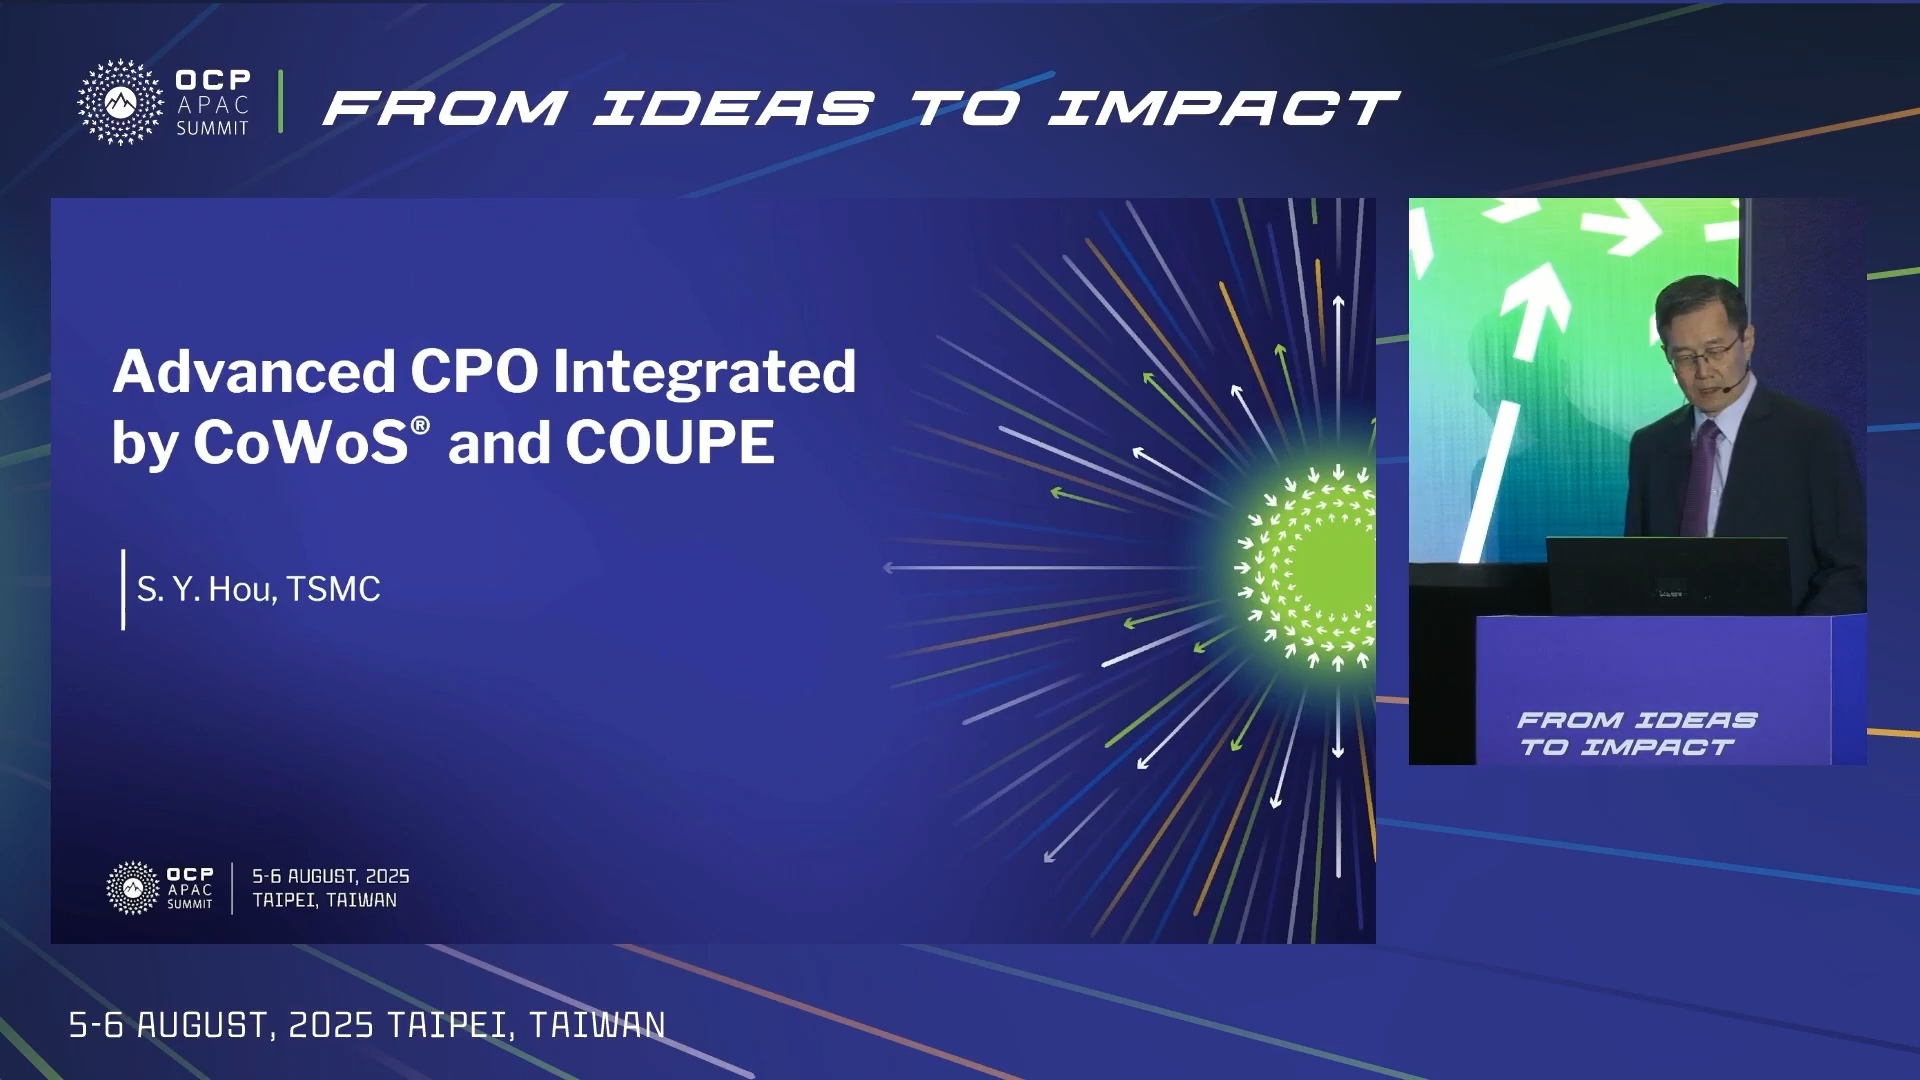 OCP
APAC
SUMMIT
FROM IDEAS TO IMPACT
Advanced CPO Integrated
by CoWoS® and COUPE
S. Y. Hou, TSMC
OCP
APAC
SUMMIT
5-6 AUGUST, 2025
TAIPEI, TAIWAN
FROM IDEAS
TO IMPACT
5-6 AUGUST, 2025 TAIPEI, TAIWAN